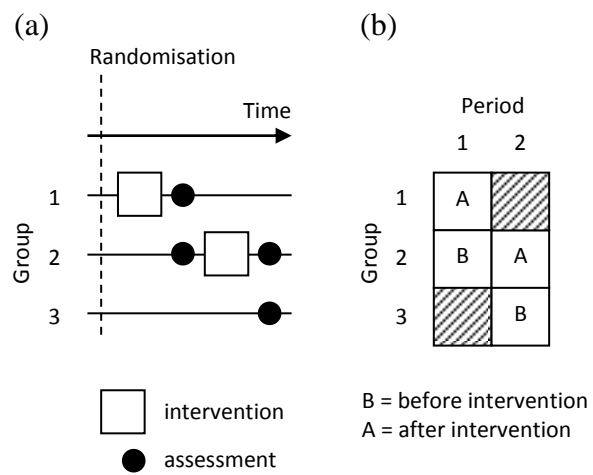 (a)
Randomisation
Time
Group
1
2
3
intervention
assessment
(b)
Period
1 2
Group
1 A
2 B A
3 B
B = before intervention
A = after intervention